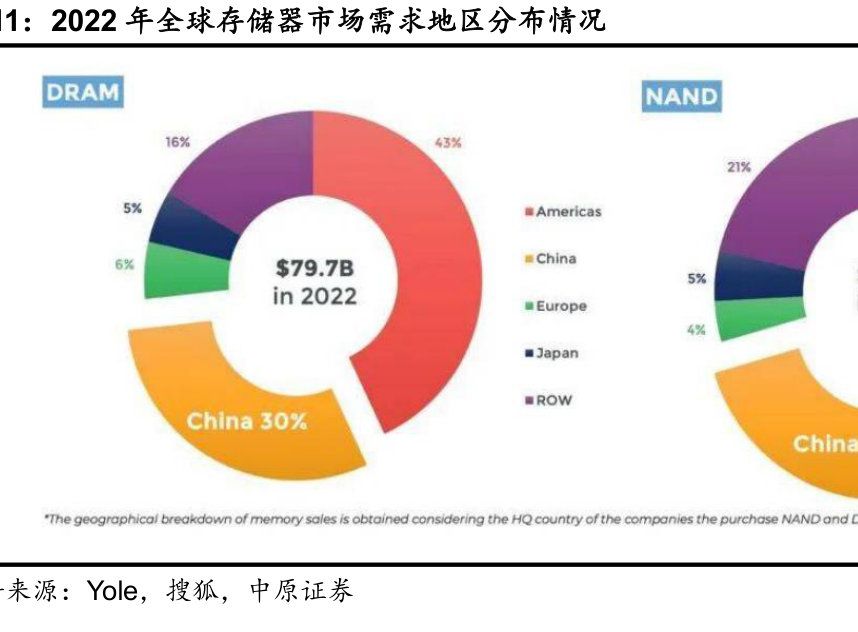 11：2022 年全球存储器市场需求地区分布情况
DRAM
NAND
16%
43%
5%
6%
$79.7B
in 2022
China 30%
Americas
China
Europe
Japan
ROW
21%
5%
4%
China
*The geographical breakdown of memory sales is obtained considering the HQ country of the companies the purchase NAND and D
来源：Yole，搜狐，中原证券